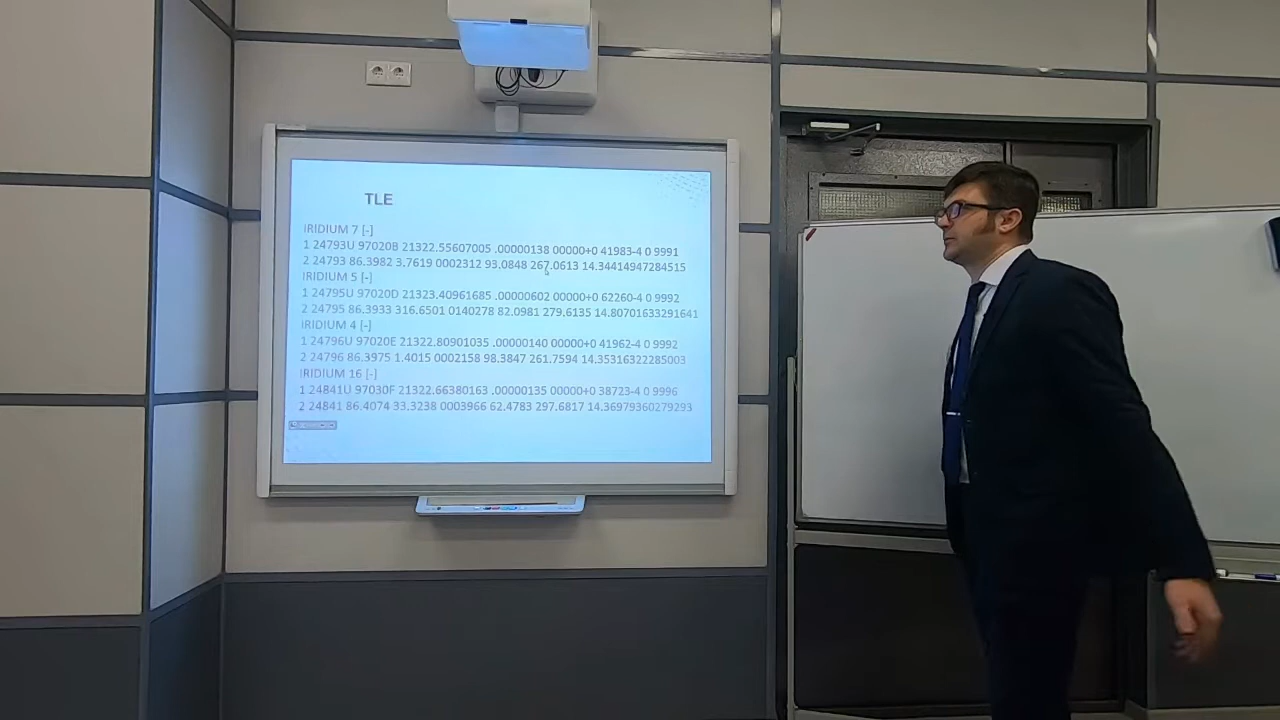 TLE
IRIDIUM 7 [-]
1 24793U 97020B 21322.55607005 .00000138 00000+0 41983-4 0 9991
2 24793 86.3982 3.7619 0002312 93.0848 267.0613 14.34414947284515
IRIDIUM 5 [-]
1 24795U 97020D 21323.40961685 .00000602 00000+0 62260-4 0 9992
2 24795 86.3933 316.6501 0140278 82.0981 279.6135 14.80701633291641
IRIDIUM 4 [-]
1 24796U 97020E 21322.80901035 .00000140 00000+0 41962-4 0 9992
2 24796 86.3975 1.4015 0002158 98.3847 261.7594 14.35316322285003
IRIDIUM 16 [-]
1 24841U 97030F 21322.66380163 .00000135 00000+0 38723-4 0 9996
2 24841 86.4074 33.3238 0003966 62.4783 297.6817 14.36979360279293